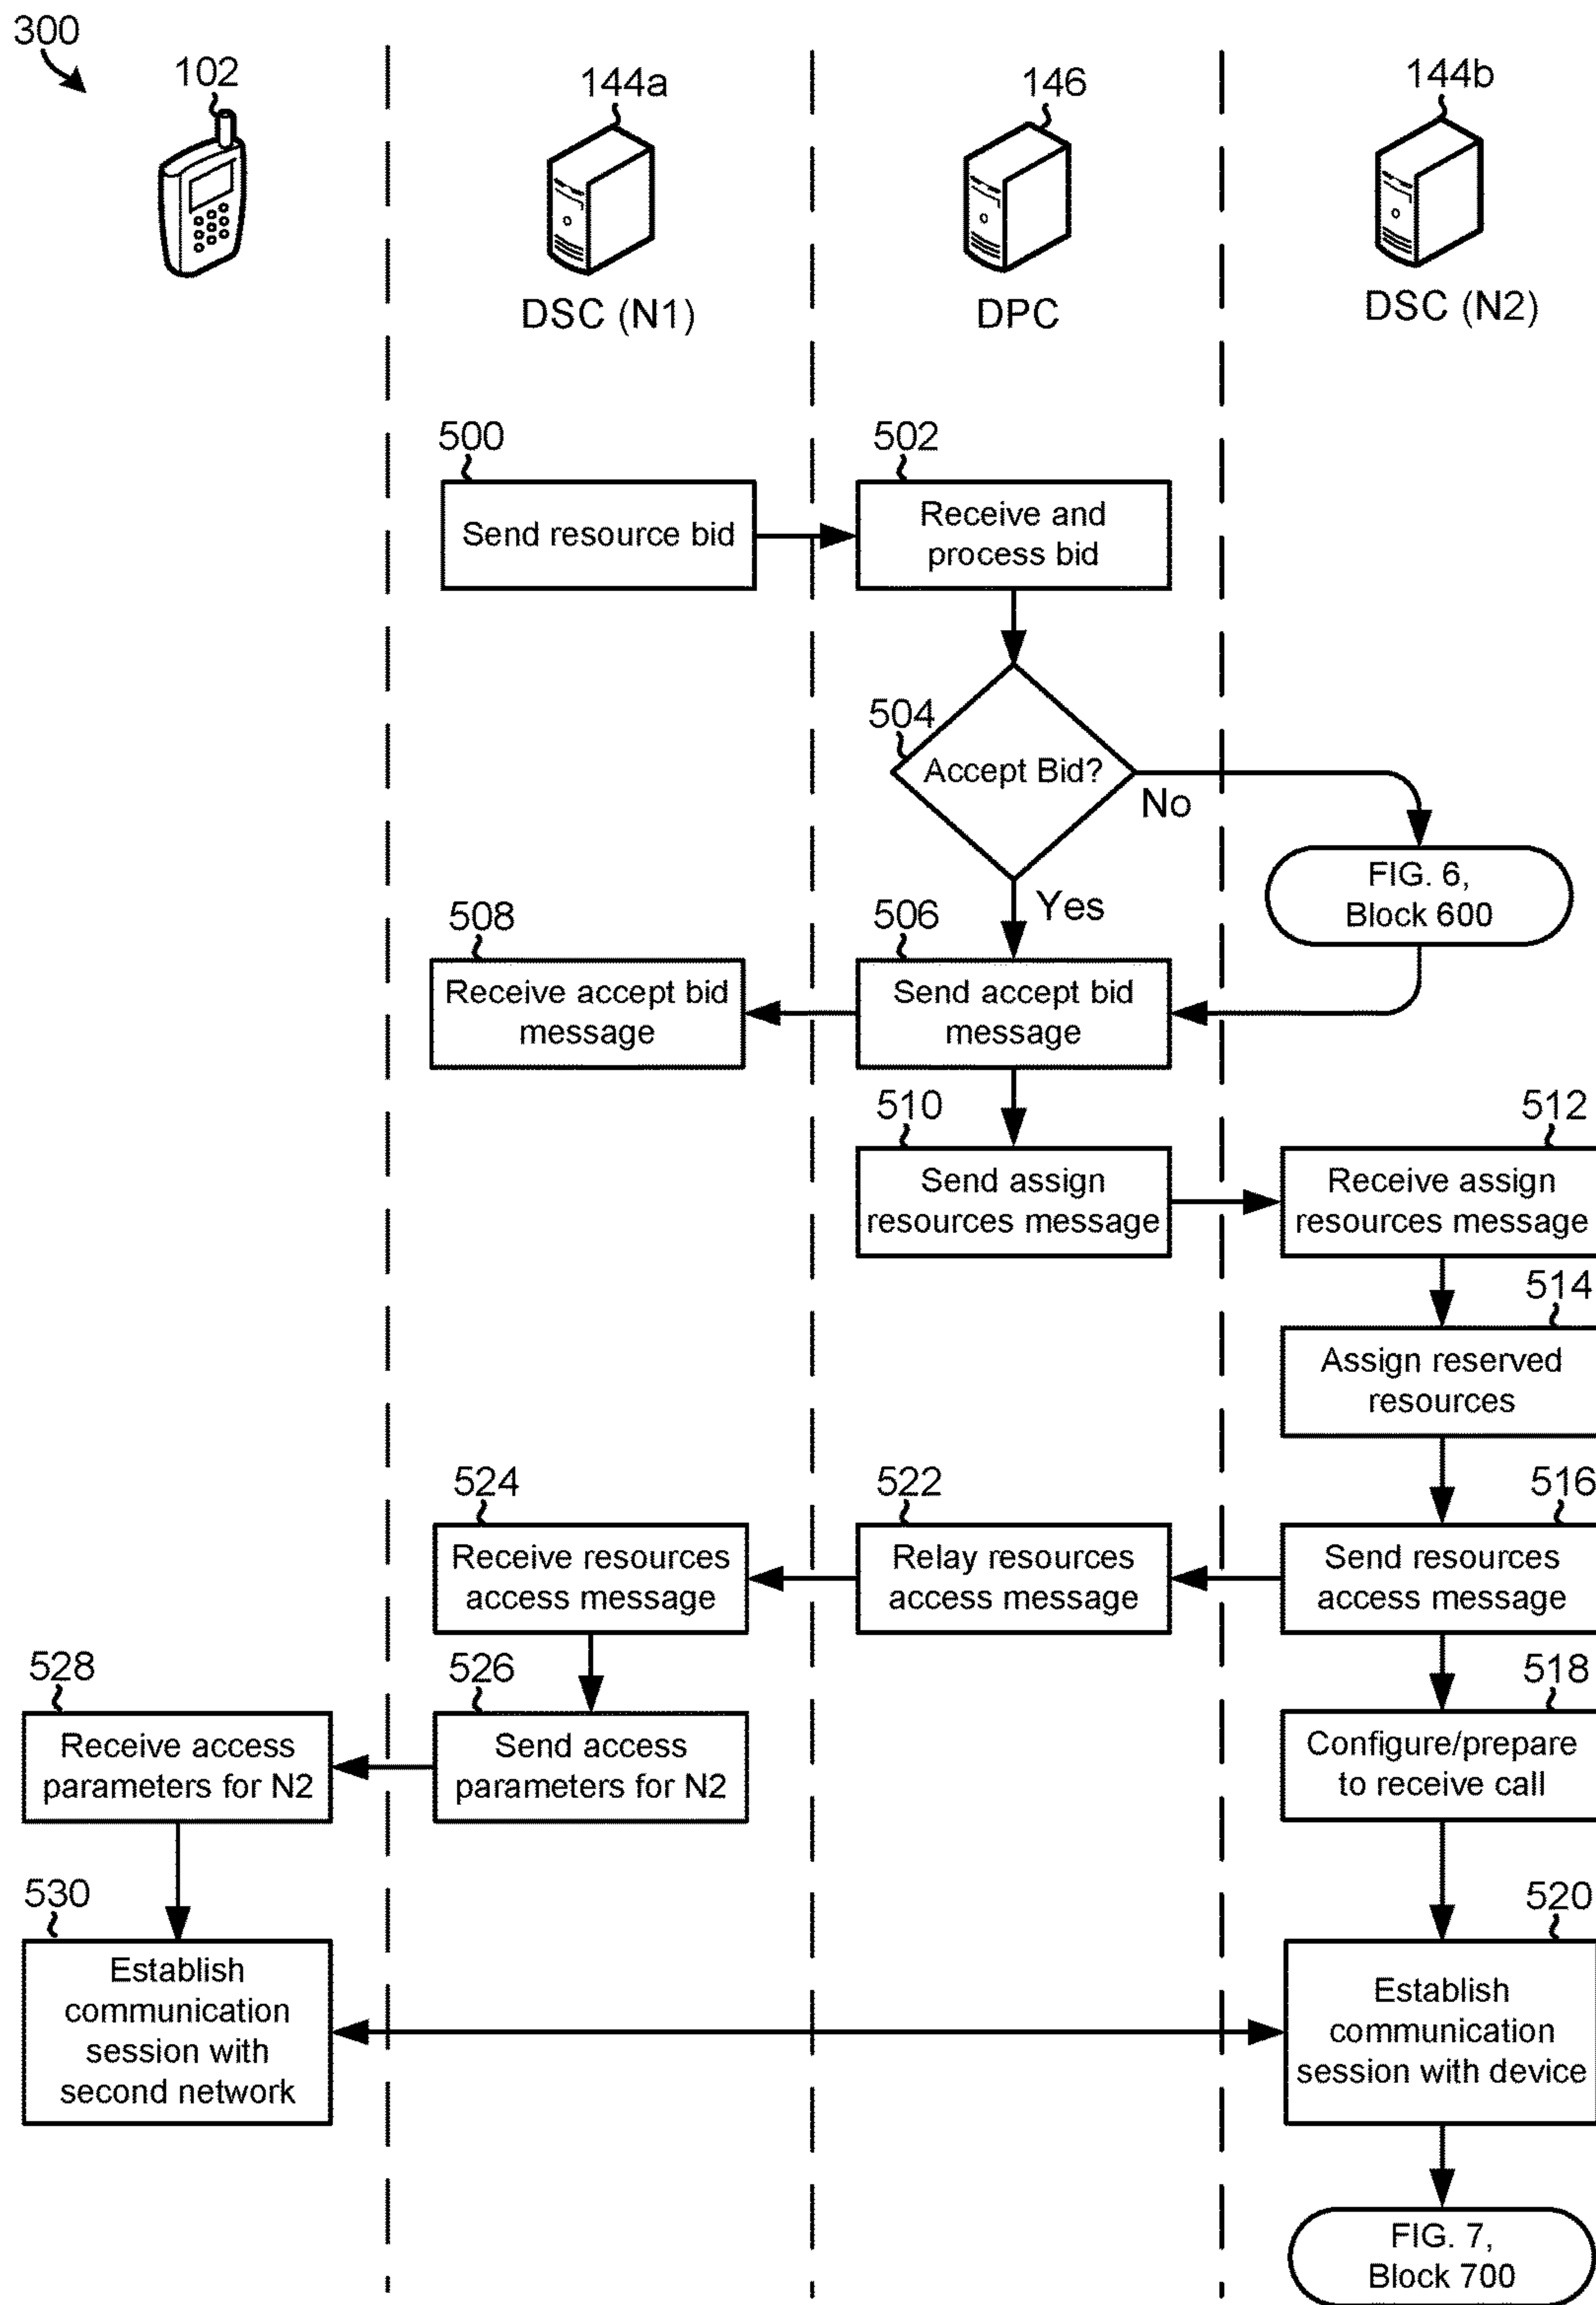 300
102
144a
146
144b
DSC (N1)
DPC
DSC (N2)
500
502
Send resource bid
Receive and
process bid
504
Accept Bid?
No
FIG. 6,
Block 600
Yes
508
506
Receive accept bid
message
Send accept bid
message
510
512
Send assign
resources message
Receive assign
resources message
514
Assign reserved
resources
524
522
516
Receive resources
access message
Relay resources
access message
Send resources
access message
528
526
518
Receive access
parameters for N2
Send access
parameters for N2
Configure/prepare
to receive call
530
520
Establish
communication
session with
second network
Establish
communication
session with device
FIG. 7,
Block 700